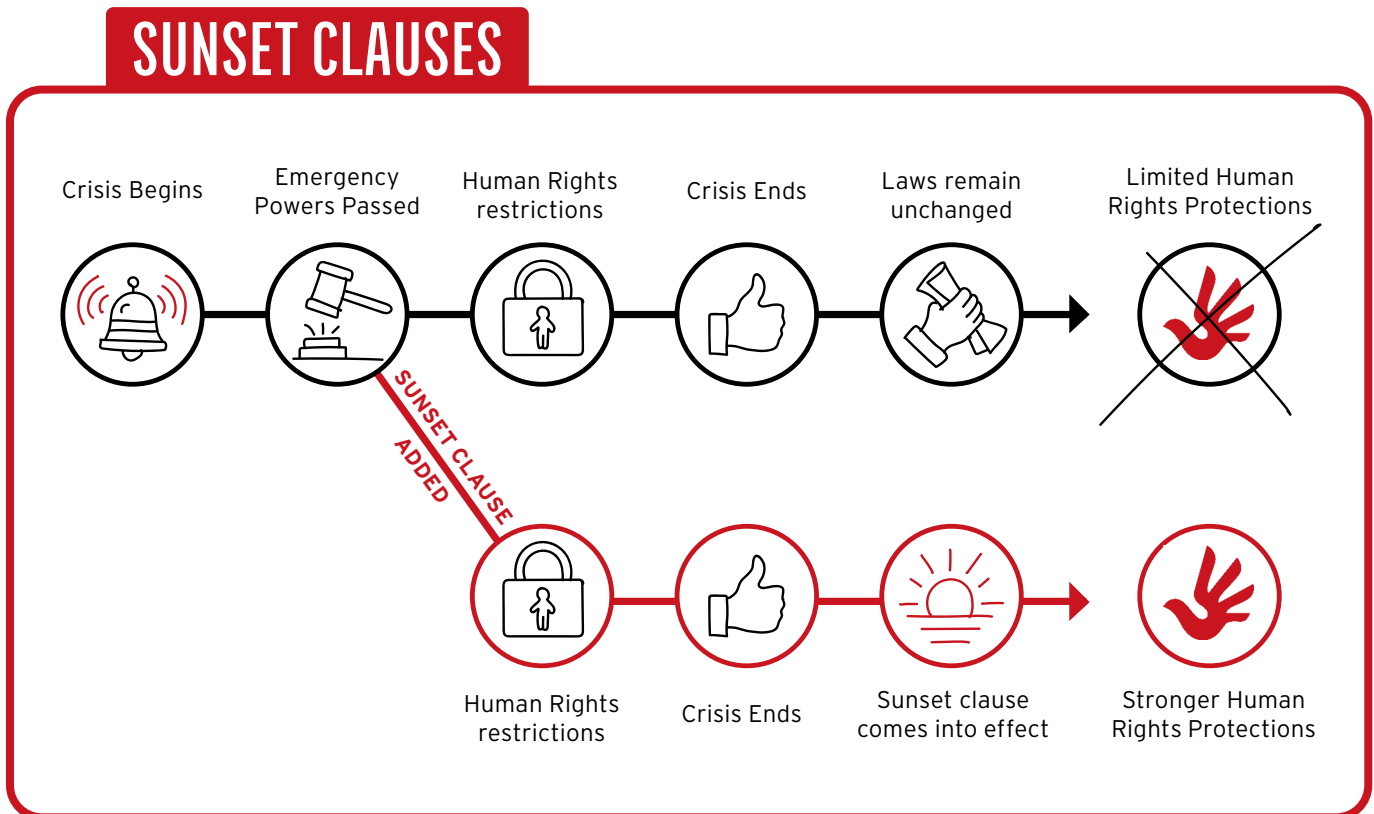 SUNSET CLAUSES
Crisis Begins
Emergency
Powers Passed
Human Rights
restrictions
Crisis Ends
Laws remain
unchanged
Limited Human
Rights Protections
SUNSET CLAUSE
ADDED
Human Rights
restrictions
Crisis Ends
Sunset clause
comes into effect
Stronger Human
Rights Protections